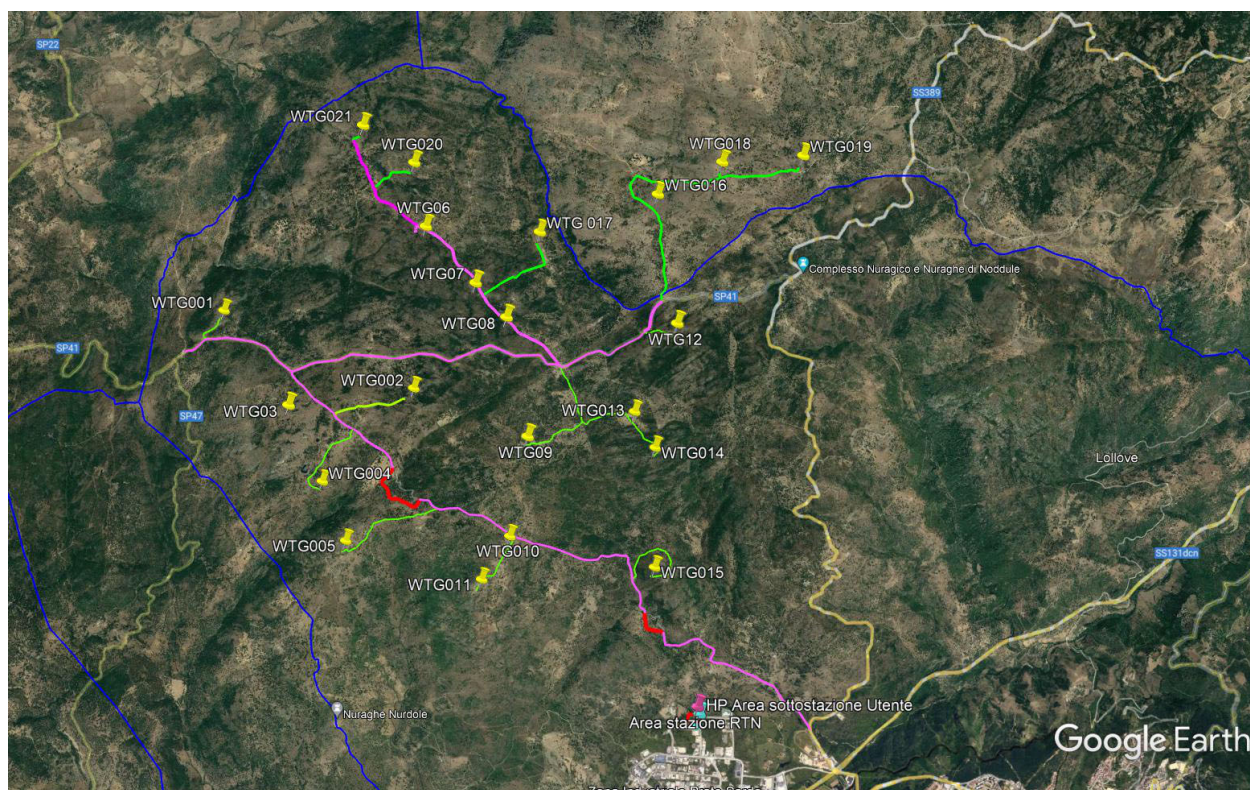 SP22
SS389
WTG021
WTG020
WTG018
WTG019
WTG016
WTG06
WTG 017
Complesso Nuragico e Nuraghe di Noddule
WTG07
SP41
WTG001
WTG08
WTG12
SP41
WTG002
WTG03
SP47
WTG013
WTG09
WTG014
Lollove
WTG004
WTG005
WTG010
SS131dcn
WTG011
WTG015
HP Area sottostazione Utente
Nuraghe Nurdole
Area stazione RTN
Google Earth